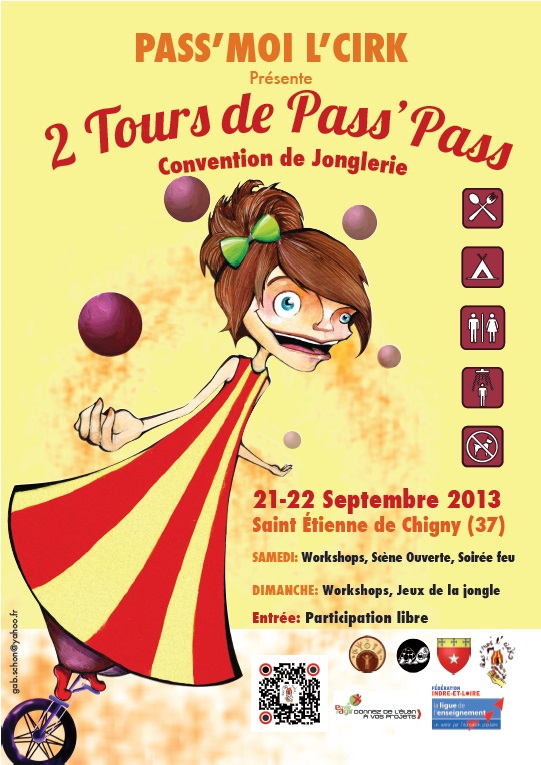 PASS'MOI L'CIRK
Présente
2 Tours de Pass'Pass
Convention de Jonglerie
21-22 Septembre 2013
Saint Étienne de Chigny (37)
SAMEDI: Workshops, Scène Ouverte, Soirée feu
DIMANCHE: Workshops, Jeux de la jongle
Entrée: Participation libre
gab.schon@yahoo.fr
DONNEZ DE L'ÉLAN
À VOS PROJETS
FÉDÉRATION
INDRE-ET-LOIRE
la ligue de
l'enseignement